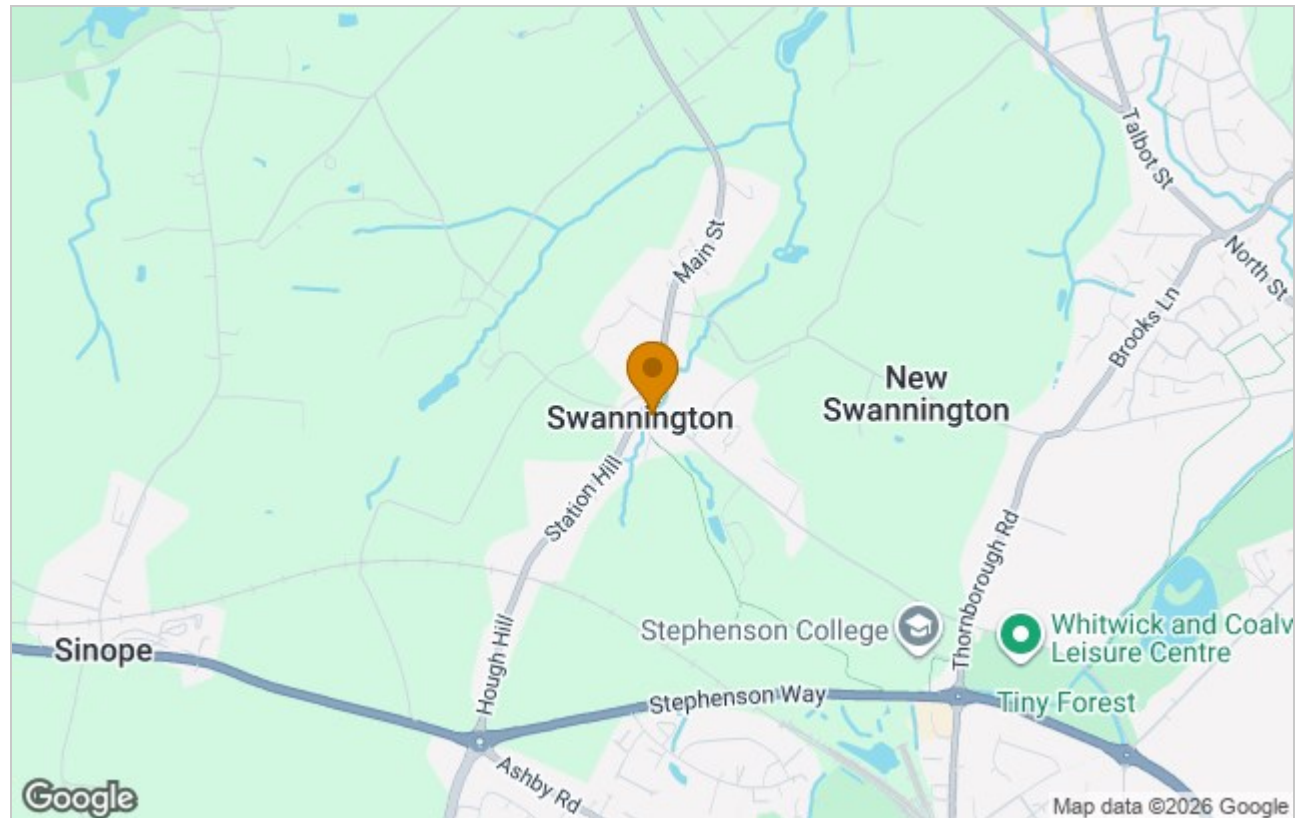 Talbot St
North St
Main St
Brooks Ln
New
Swannington
Swannington
Station Hill
Thornborough Rd
Stephenson College
Whitwick and Coalv
Leisure Centre
Sinope
Hough Hill
Stephenson Way
Tiny Forest
Ashby Rd
Google
Map data ©2026 Google